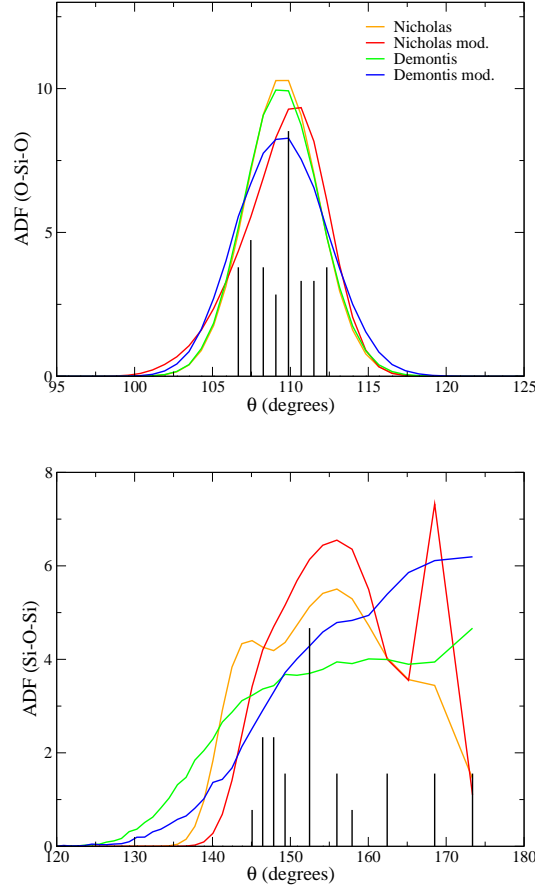 Nicholas
Nicholas mod.
Demontis
Demontis mod.
ADF (O-Si-O)
10
5
0
95 100 105 110 115 120 125
θ (degrees)
ADF (Si-O-Si)
8
6
4
2
0
120 130 140 150 160 170 180
θ (degrees)